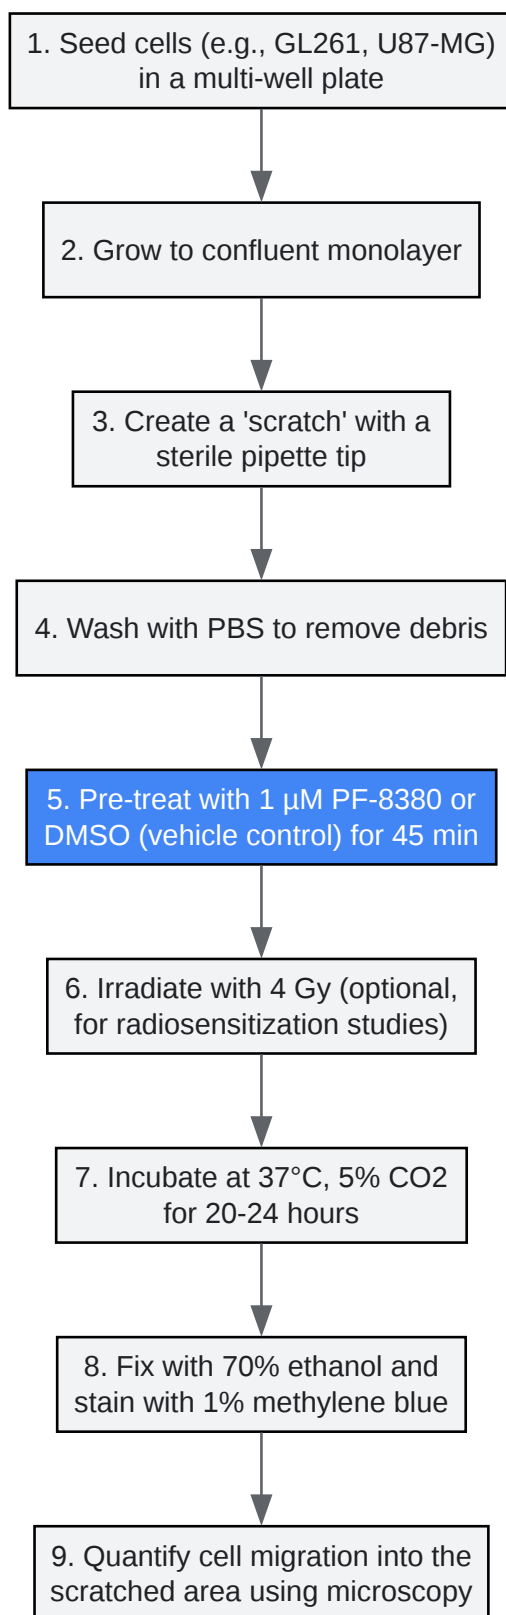 1. Seed cells (e.g., GL261, U87-MG)
in a multi-well plate
2. Grow to confluent monolayer
3. Create a 'scratch' with a
sterile pipette tip
4. Wash with PBS to remove debris
5. Pre-treat with 1 µM PF-8380 or
DMSO (vehicle control) for 45 min
6. Irradiate with 4 Gy (optional,
for radiosensitization studies)
7. Incubate at 37°C, 5% CO2
for 20-24 hours
8. Fix with 70% ethanol and
stain with 1% methylene blue
9. Quantify cell migration into the
scratched area using microscopy